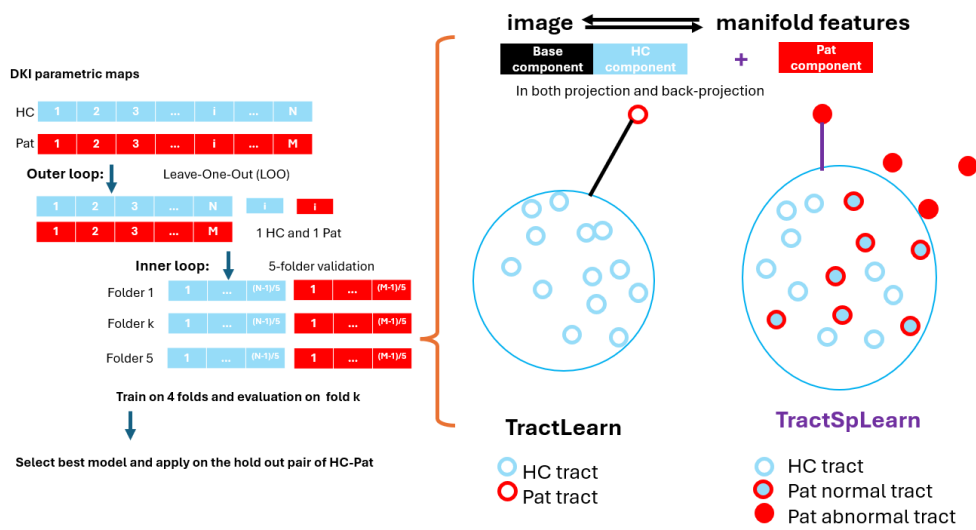 DKI parametric maps
HC 1 2 3 ... i ... N
Pat 1 2 3 ... i ... M
Outer loop: Leave-One-Out (LOO)
1 2 3 ... N i i
1 2 3 ... M 1 HC and 1 Pat
Inner loop: 5-folder validation
Folder 1 1 ... (N-1)/5 1 ... (M-1)/5
Folder k 1 ... (N-1)/5 1 ... (M-1)/5
Folder 5 1 ... (N-1)/5 1 ... (M-1)/5
Train on 4 folds and evaluation on fold k
Select best model and apply on the hold out pair of HC-Pat
image manifold features
Base component HC component + Pat component
In both projection and back-projection
TractLearn
HC tract
Pat tract
TractSpLearn
HC tract
Pat normal tract
Pat abnormal tract